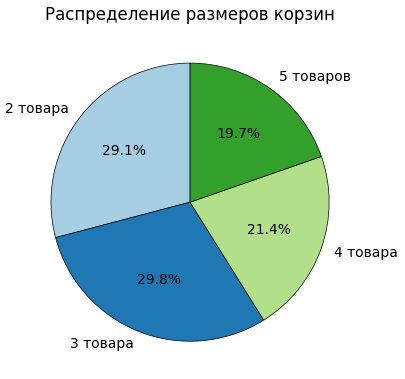 Распределение размеров корзин
5 товаров
2 товара
19.7%
29.1%
21.4%
4 товара
29.8%
3 товара